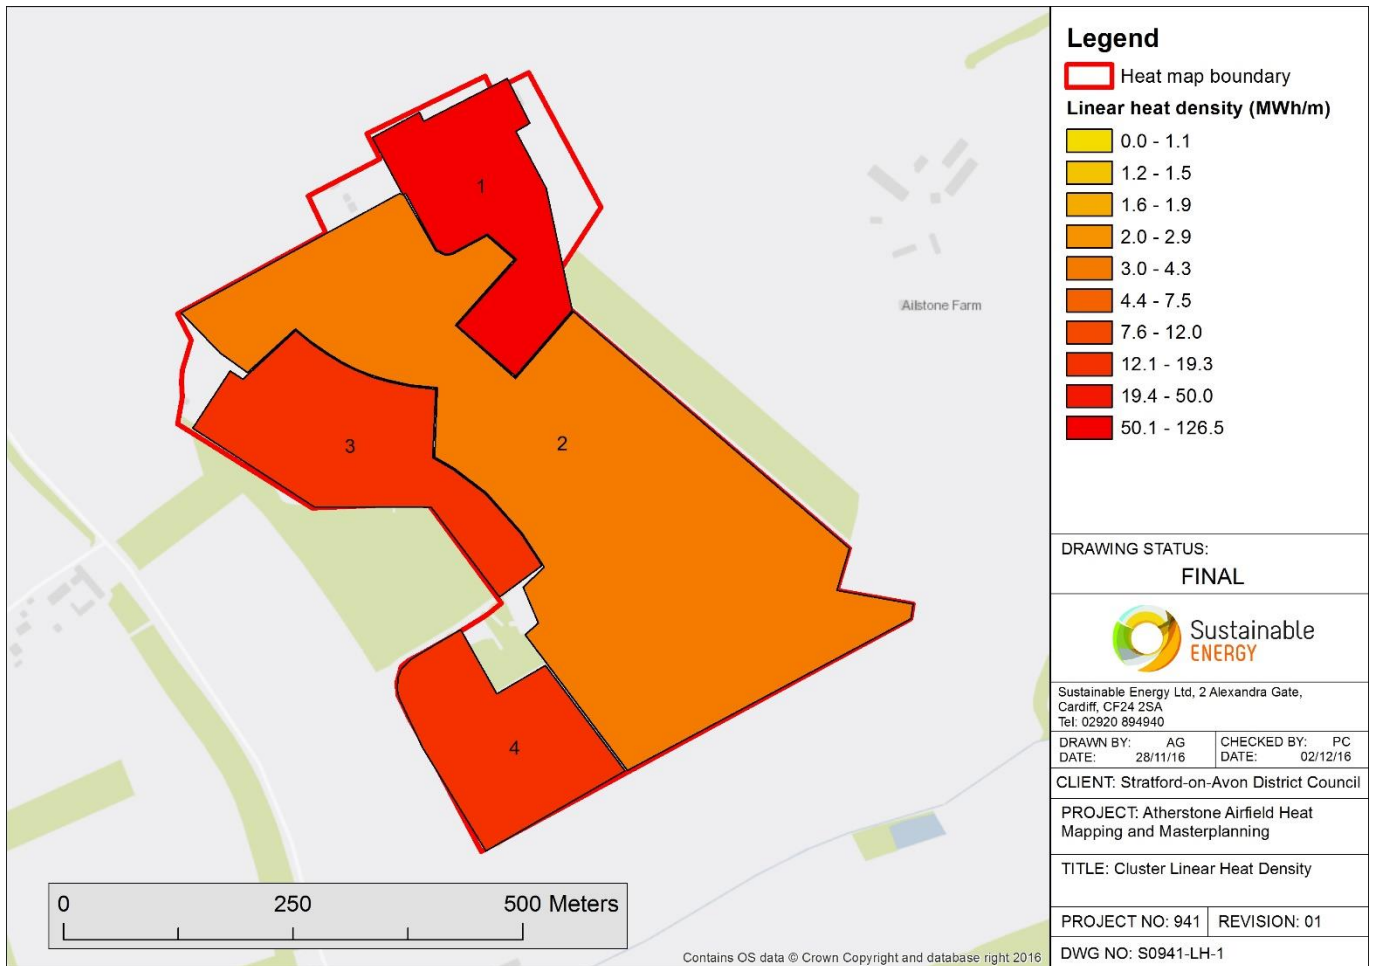 1
2
3
4
Ailstone Farm
0 250 500 Meters
Contains OS data © Crown Copyright and database right 2016
Legend
Heat map boundary
Linear heat density (MWh/m)
0.0 - 1.1
1.2 - 1.5
1.6 - 1.9
2.0 - 2.9
3.0 - 4.3
4.4 - 7.5
7.6 - 12.0
12.1 - 19.3
19.4 - 50.0
50.1 - 126.5
DRAWING STATUS:
FINAL
Sustainable
ENERGY
Sustainable Energy Ltd, 2 Alexandra Gate,
Cardiff, CF24 2SA
Tel: 02920 894940
DRAWN BY: AG CHECKED BY: PC
DATE: 28/11/16 DATE: 02/12/16
CLIENT: Stratford-on-Avon District Council
PROJECT: Atherstone Airfield Heat
Mapping and Masterplanning
TITLE: Cluster Linear Heat Density
PROJECT NO: 941 REVISION: 01
DWG NO: S0941-LH-1